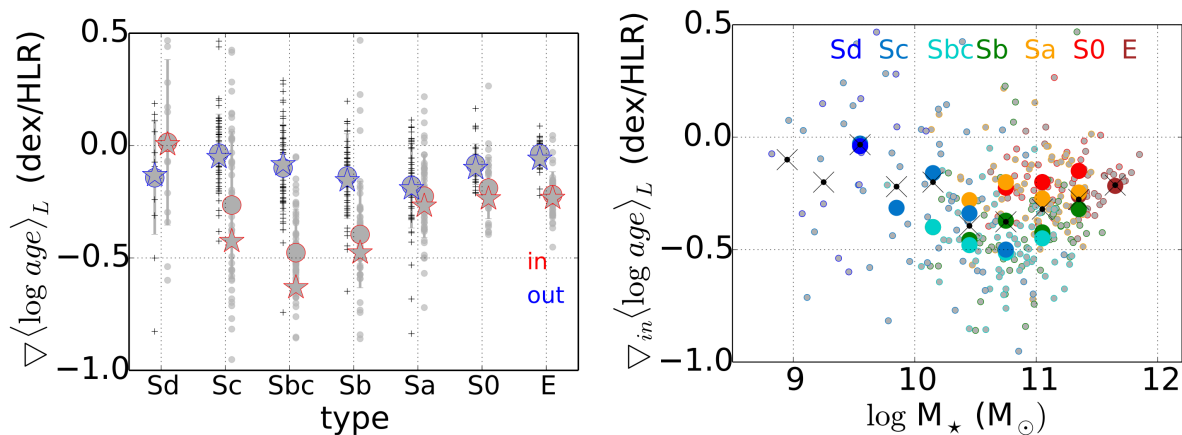 0.5
0.0
−0.5
−1.0
▽⟨log age⟩_L (dex/HLR)
in
out
Sd Sc Sbc Sb Sa S0 E
type
0.5
0.0
−0.5
−1.0
▽_in⟨log age⟩_L (dex/HLR)
Sd Sc Sbc Sb Sa S0 E
9 10 11 12
log M⋆ (M⊙)